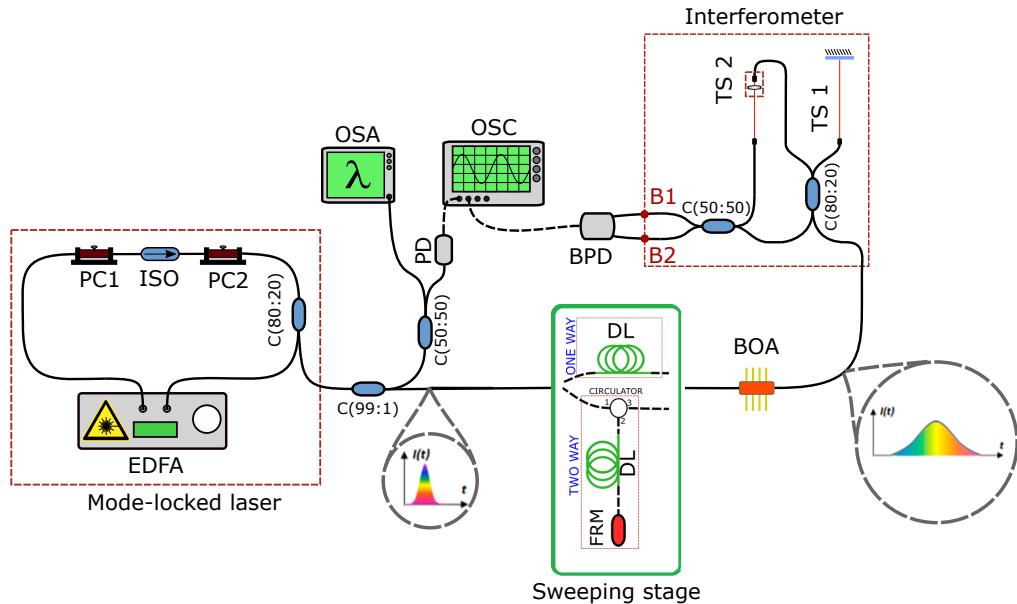 Interferometer
TS 2
TS 1
OSA
OSC
λ
B1
C(50:50)
C(80:20)
PD
BPD
B2
PC1
ISO
PC2
C(80:20)
C(50:50)
ONE WAY
DL
BOA
CIRCULATOR
1
3
2
C(99:1)
I(t)
t
EDFA
I(t)
t
TWO WAY
DL
FRM
Mode-locked laser
Sweeping stage